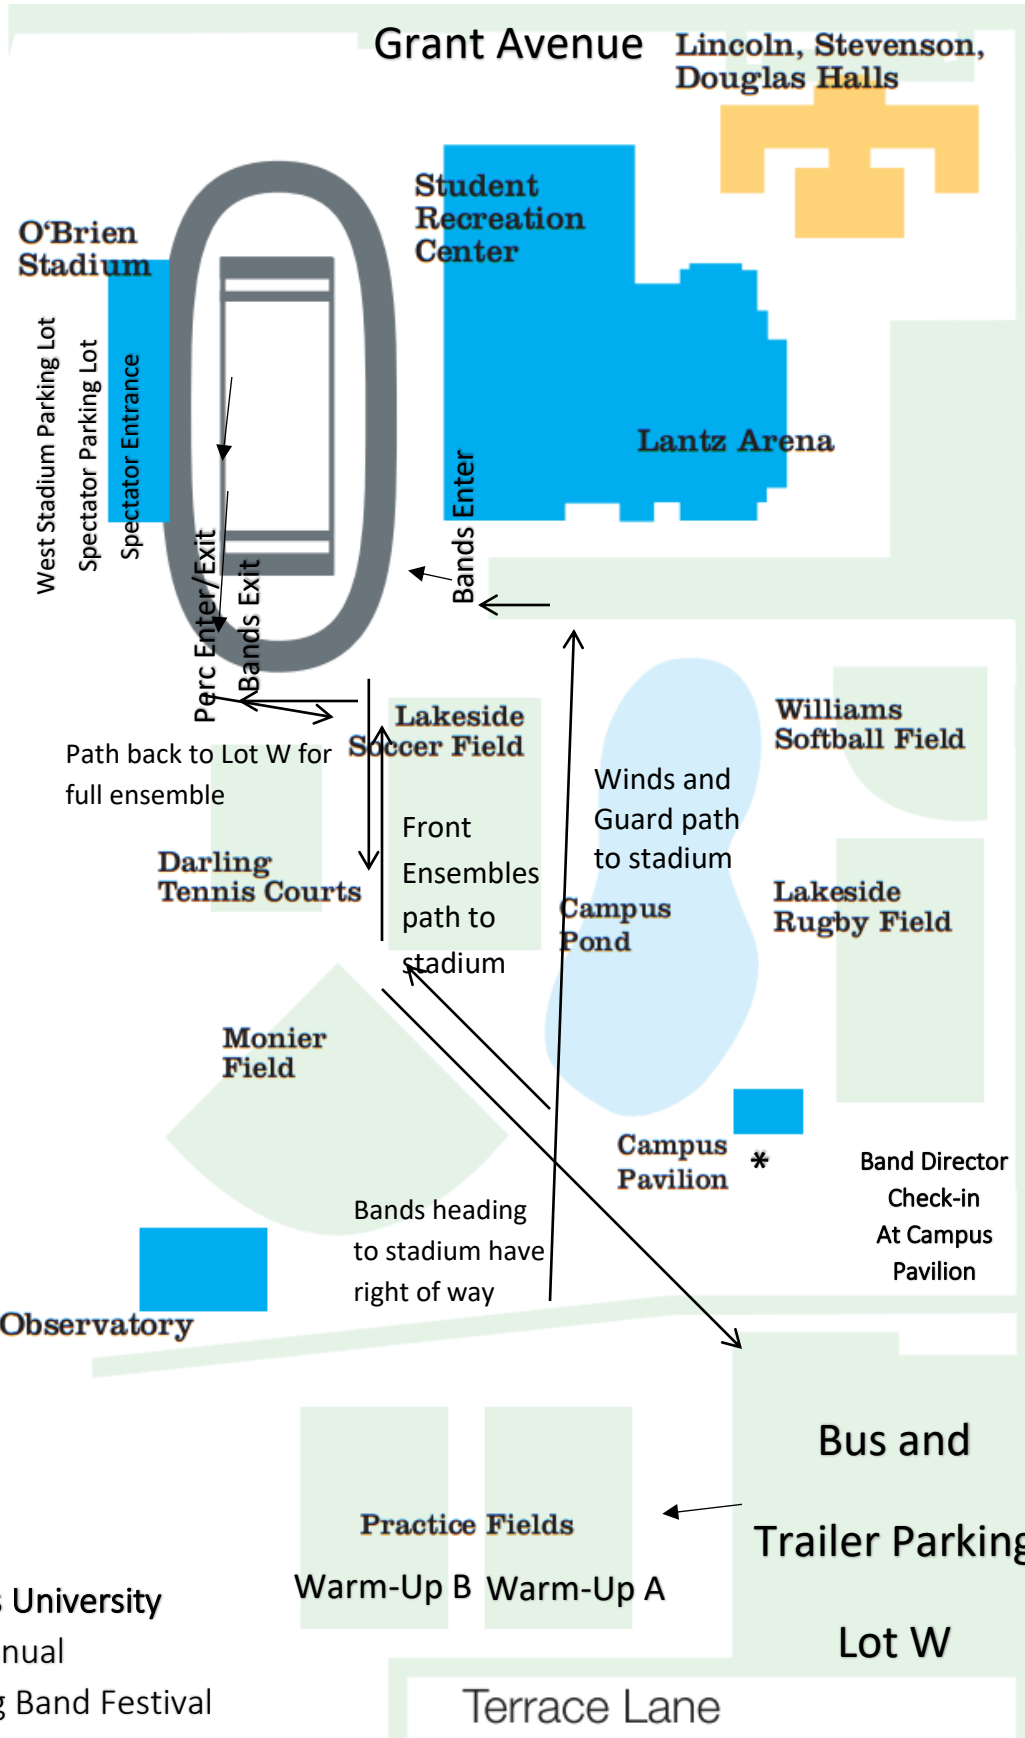 Grant Avenue
Lincoln, Stevenson,
Douglas Halls
Student
Recreation
Center
O'Brien
Stadium
West Stadium Parking Lot
Spectator Parking Lot
Spectator Entrance
Lantz Arena
Bands Enter
Perc Enter/Exit
Bands Exit
Path back to Lot W for
full ensemble
Lakeside
Soccer Field
Williams
Softball Field
Winds and
Guard path
to stadium
Front
Ensembles
path to
stadium
Darling
Tennis Courts
Campus
Pond
Lakeside
Rugby Field
Monier
Field
Campus
Pavilion
*
Band Director
Check-in
At Campus
Pavilion
Bands heading
to stadium have
right of way
Observatory
Bus and
Trailer Parking
Lot W
Practice Fields
Warm-Up B
Warm-Up A
s University
nual
g Band Festival
Terrace Lane